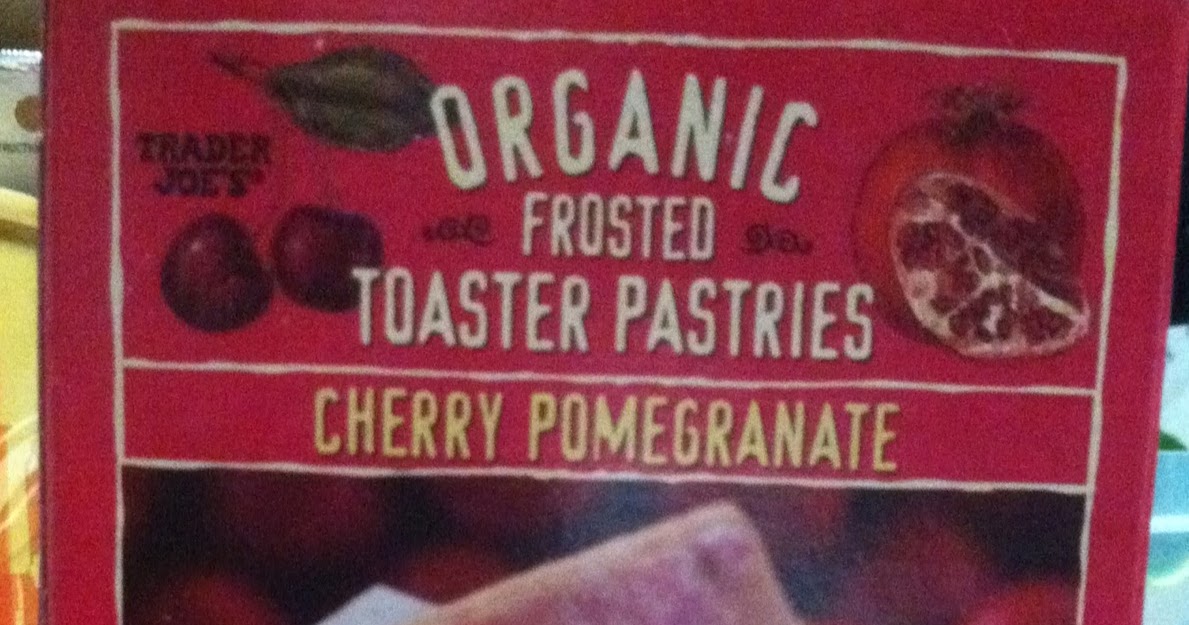 TRADER
JOE'S
ORGANIC
FROSTED
TOASTER PASTRIES
CHERRY POMEGRANATE